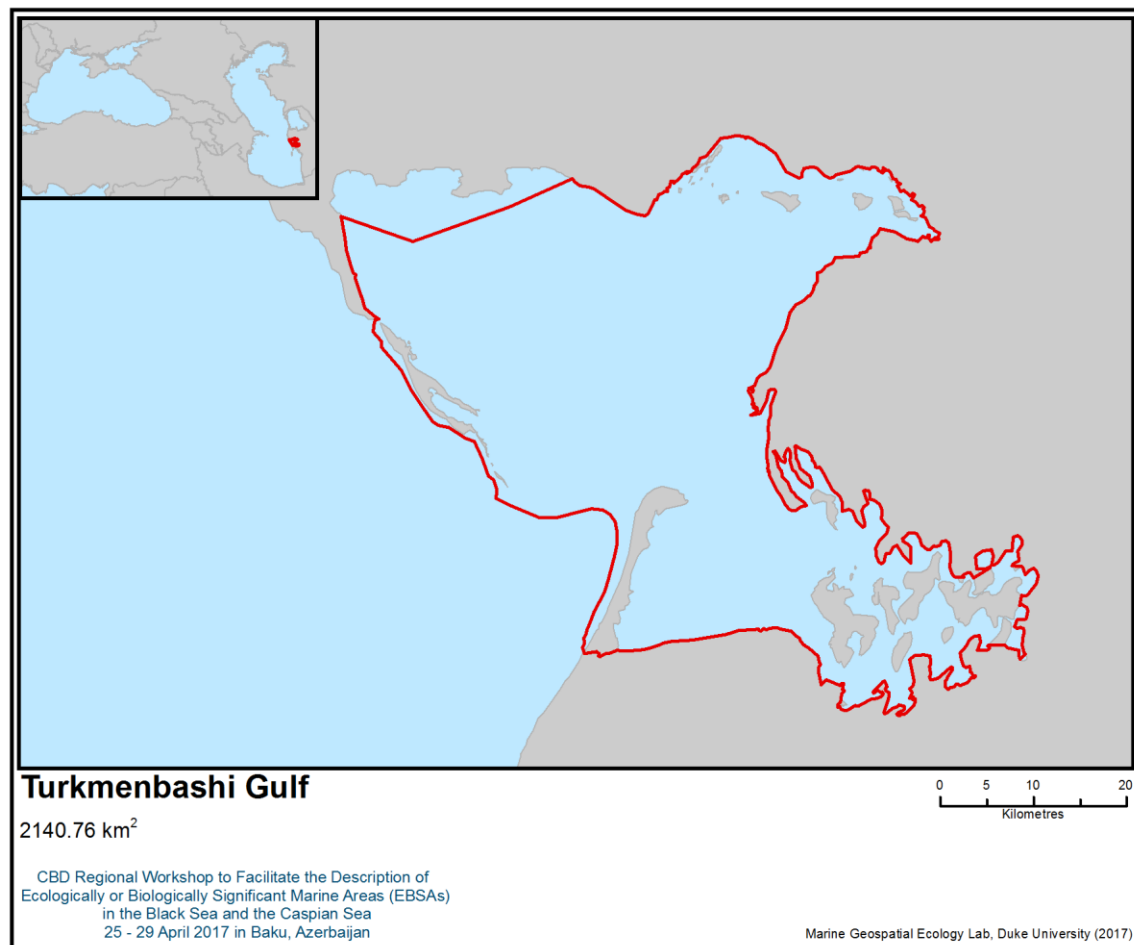 Turkmenbashi Gulf
2140.76 km²
0 5 10 20
Kilometres
CBD Regional Workshop to Facilitate the Description of
Ecologically or Biologically Significant Marine Areas (EBSAs)
in the Black Sea and the Caspian Sea
25 - 29 April 2017 in Baku, Azerbaijan
Marine Geospatial Ecology Lab, Duke University (2017)